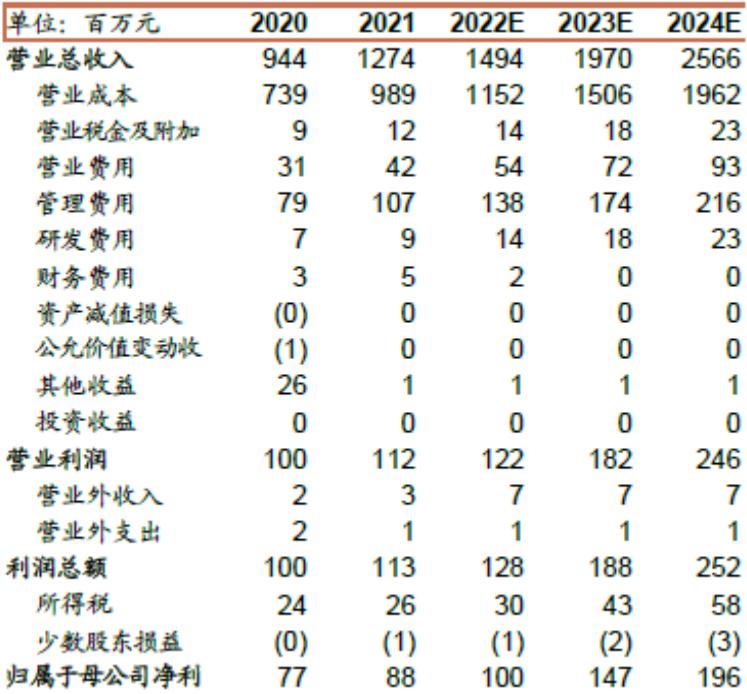 单位：百万元 2020 2021 2022E 2023E 2024E
营业总收入 944 1274 1494 1970 2566
营业成本 739 989 1152 1506 1962
营业税金及附加 9 12 14 18 23
营业费用 31 42 54 72 93
管理费用 79 107 138 174 216
研发费用 7 9 14 18 23
财务费用 3 5 2 0 0
资产减值损失 (0) 0 0 0 0
公允价值变动收 (1) 0 0 0 0
其他收益 26 1 1 1 1
投资收益 0 0 0 0 0
营业利润 100 112 122 182 246
营业外收入 2 3 7 7 7
营业外支出 2 1 1 1 1
利润总额 100 113 128 188 252
所得税 24 26 30 43 58
少数股东损益 (0) (1) (1) (2) (3)
归属于母公司净利 77 88 100 147 196